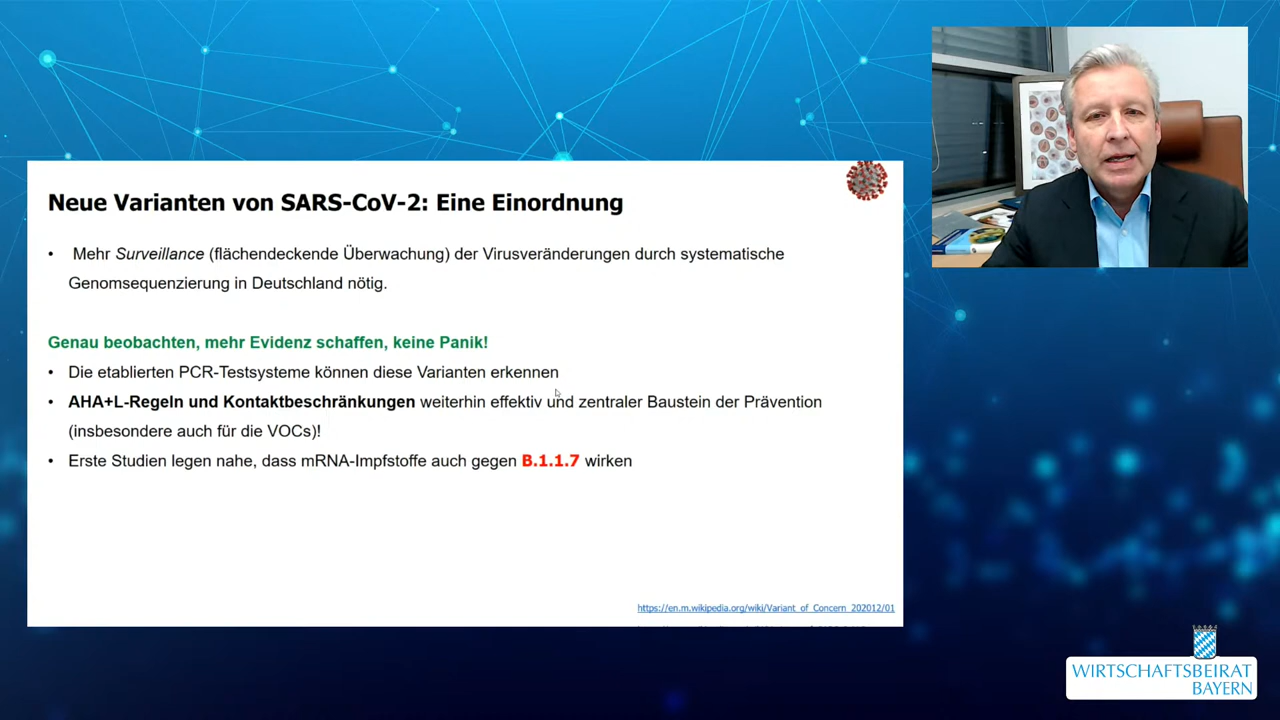 Neue Varianten von SARS-CoV-2: Eine Einordnung
• Mehr Surveillance (flächendeckende Überwachung) der Virusveränderungen durch systematische
Genomsequenzierung in Deutschland nötig.
Genau beobachten, mehr Evidenz schaffen, keine Panik!
• Die etablierten PCR-Testsysteme können diese Varianten erkennen
• AHA+L-Regeln und Kontaktbeschränkungen weiterhin effektiv und zentraler Baustein der Prävention
(insbesondere auch für die VOCs)!
• Erste Studien legen nahe, dass mRNA-Impfstoffe auch gegen B.1.1.7 wirken
https://en.m.wikipedia.org/wiki/Variant_of_Concern_202012/01
WIRTSCHAFTSBEIRAT
BAYERN